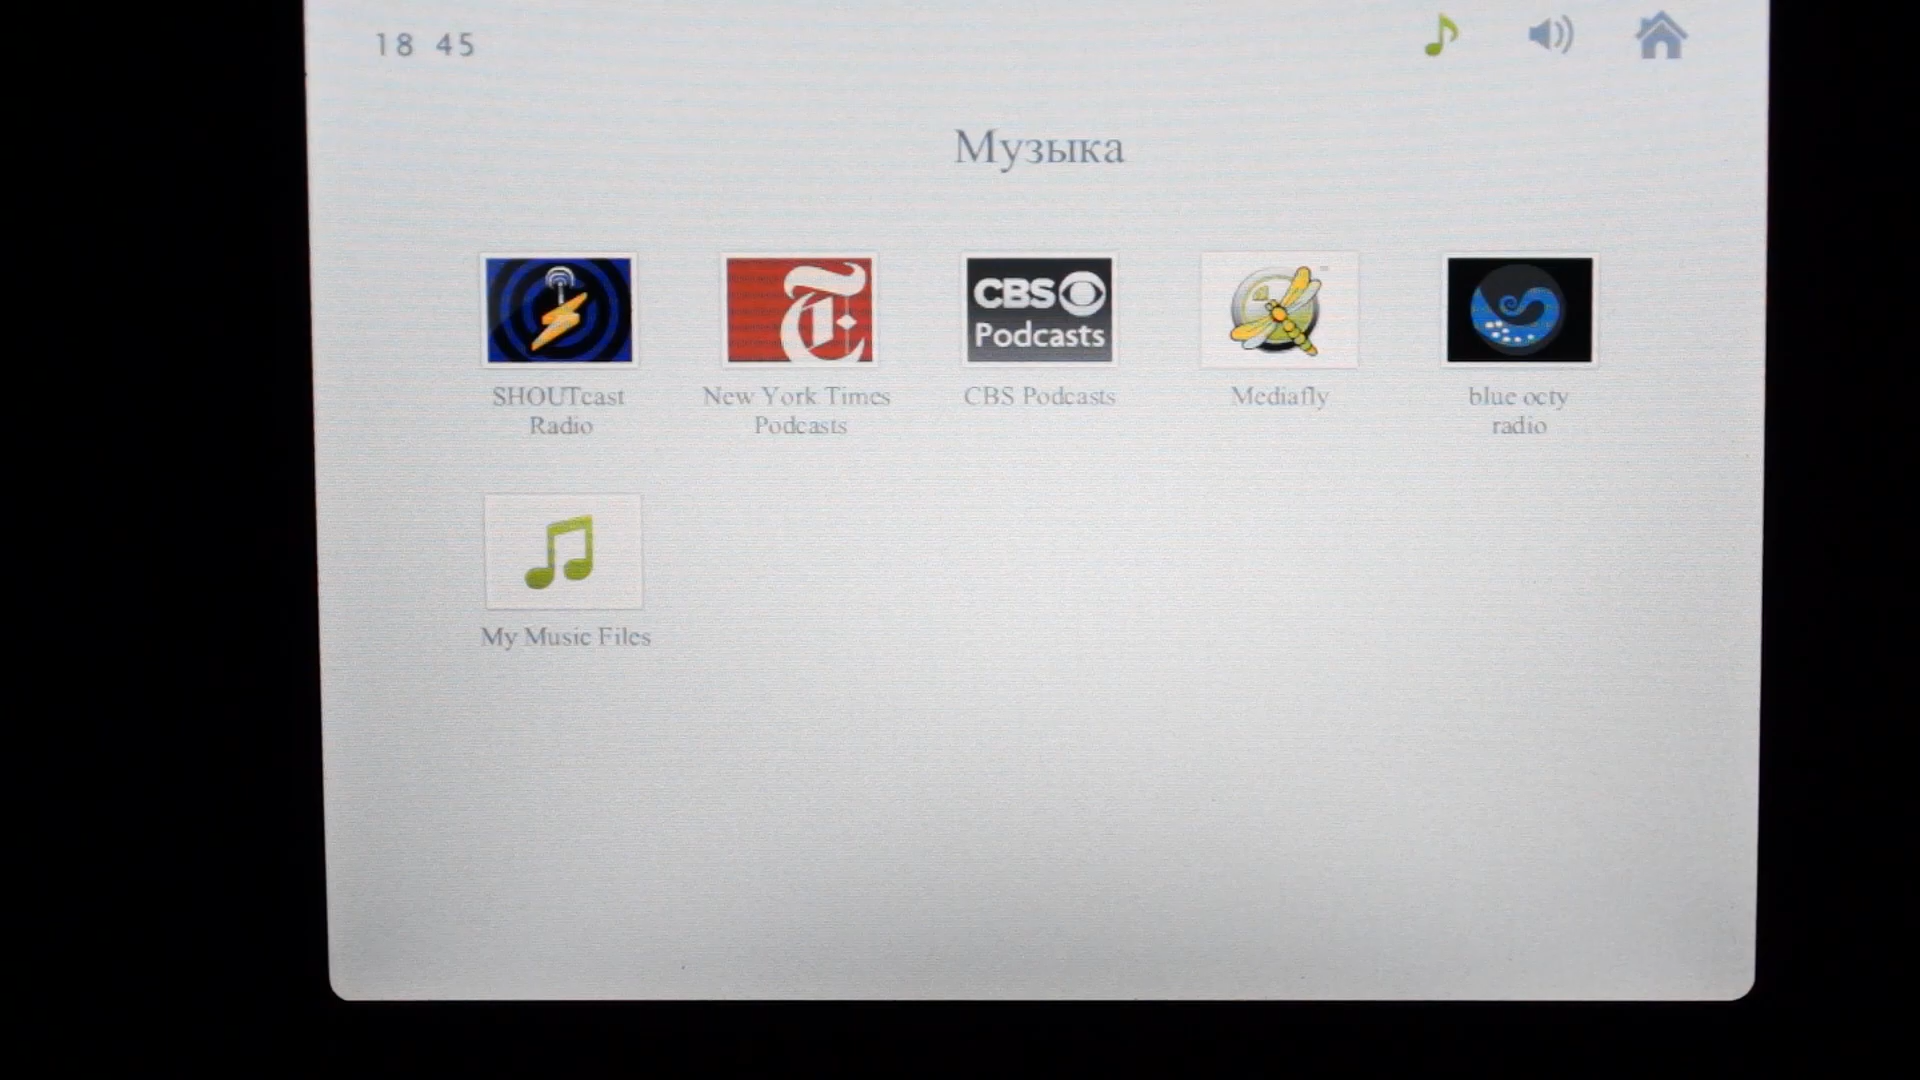 18 45
Музыка
CBS
Podcasts
SHOUTcast
Radio
New York Times
Podcasts
CBS Podcasts
Mediafly
blue octy
radio
My Music Files